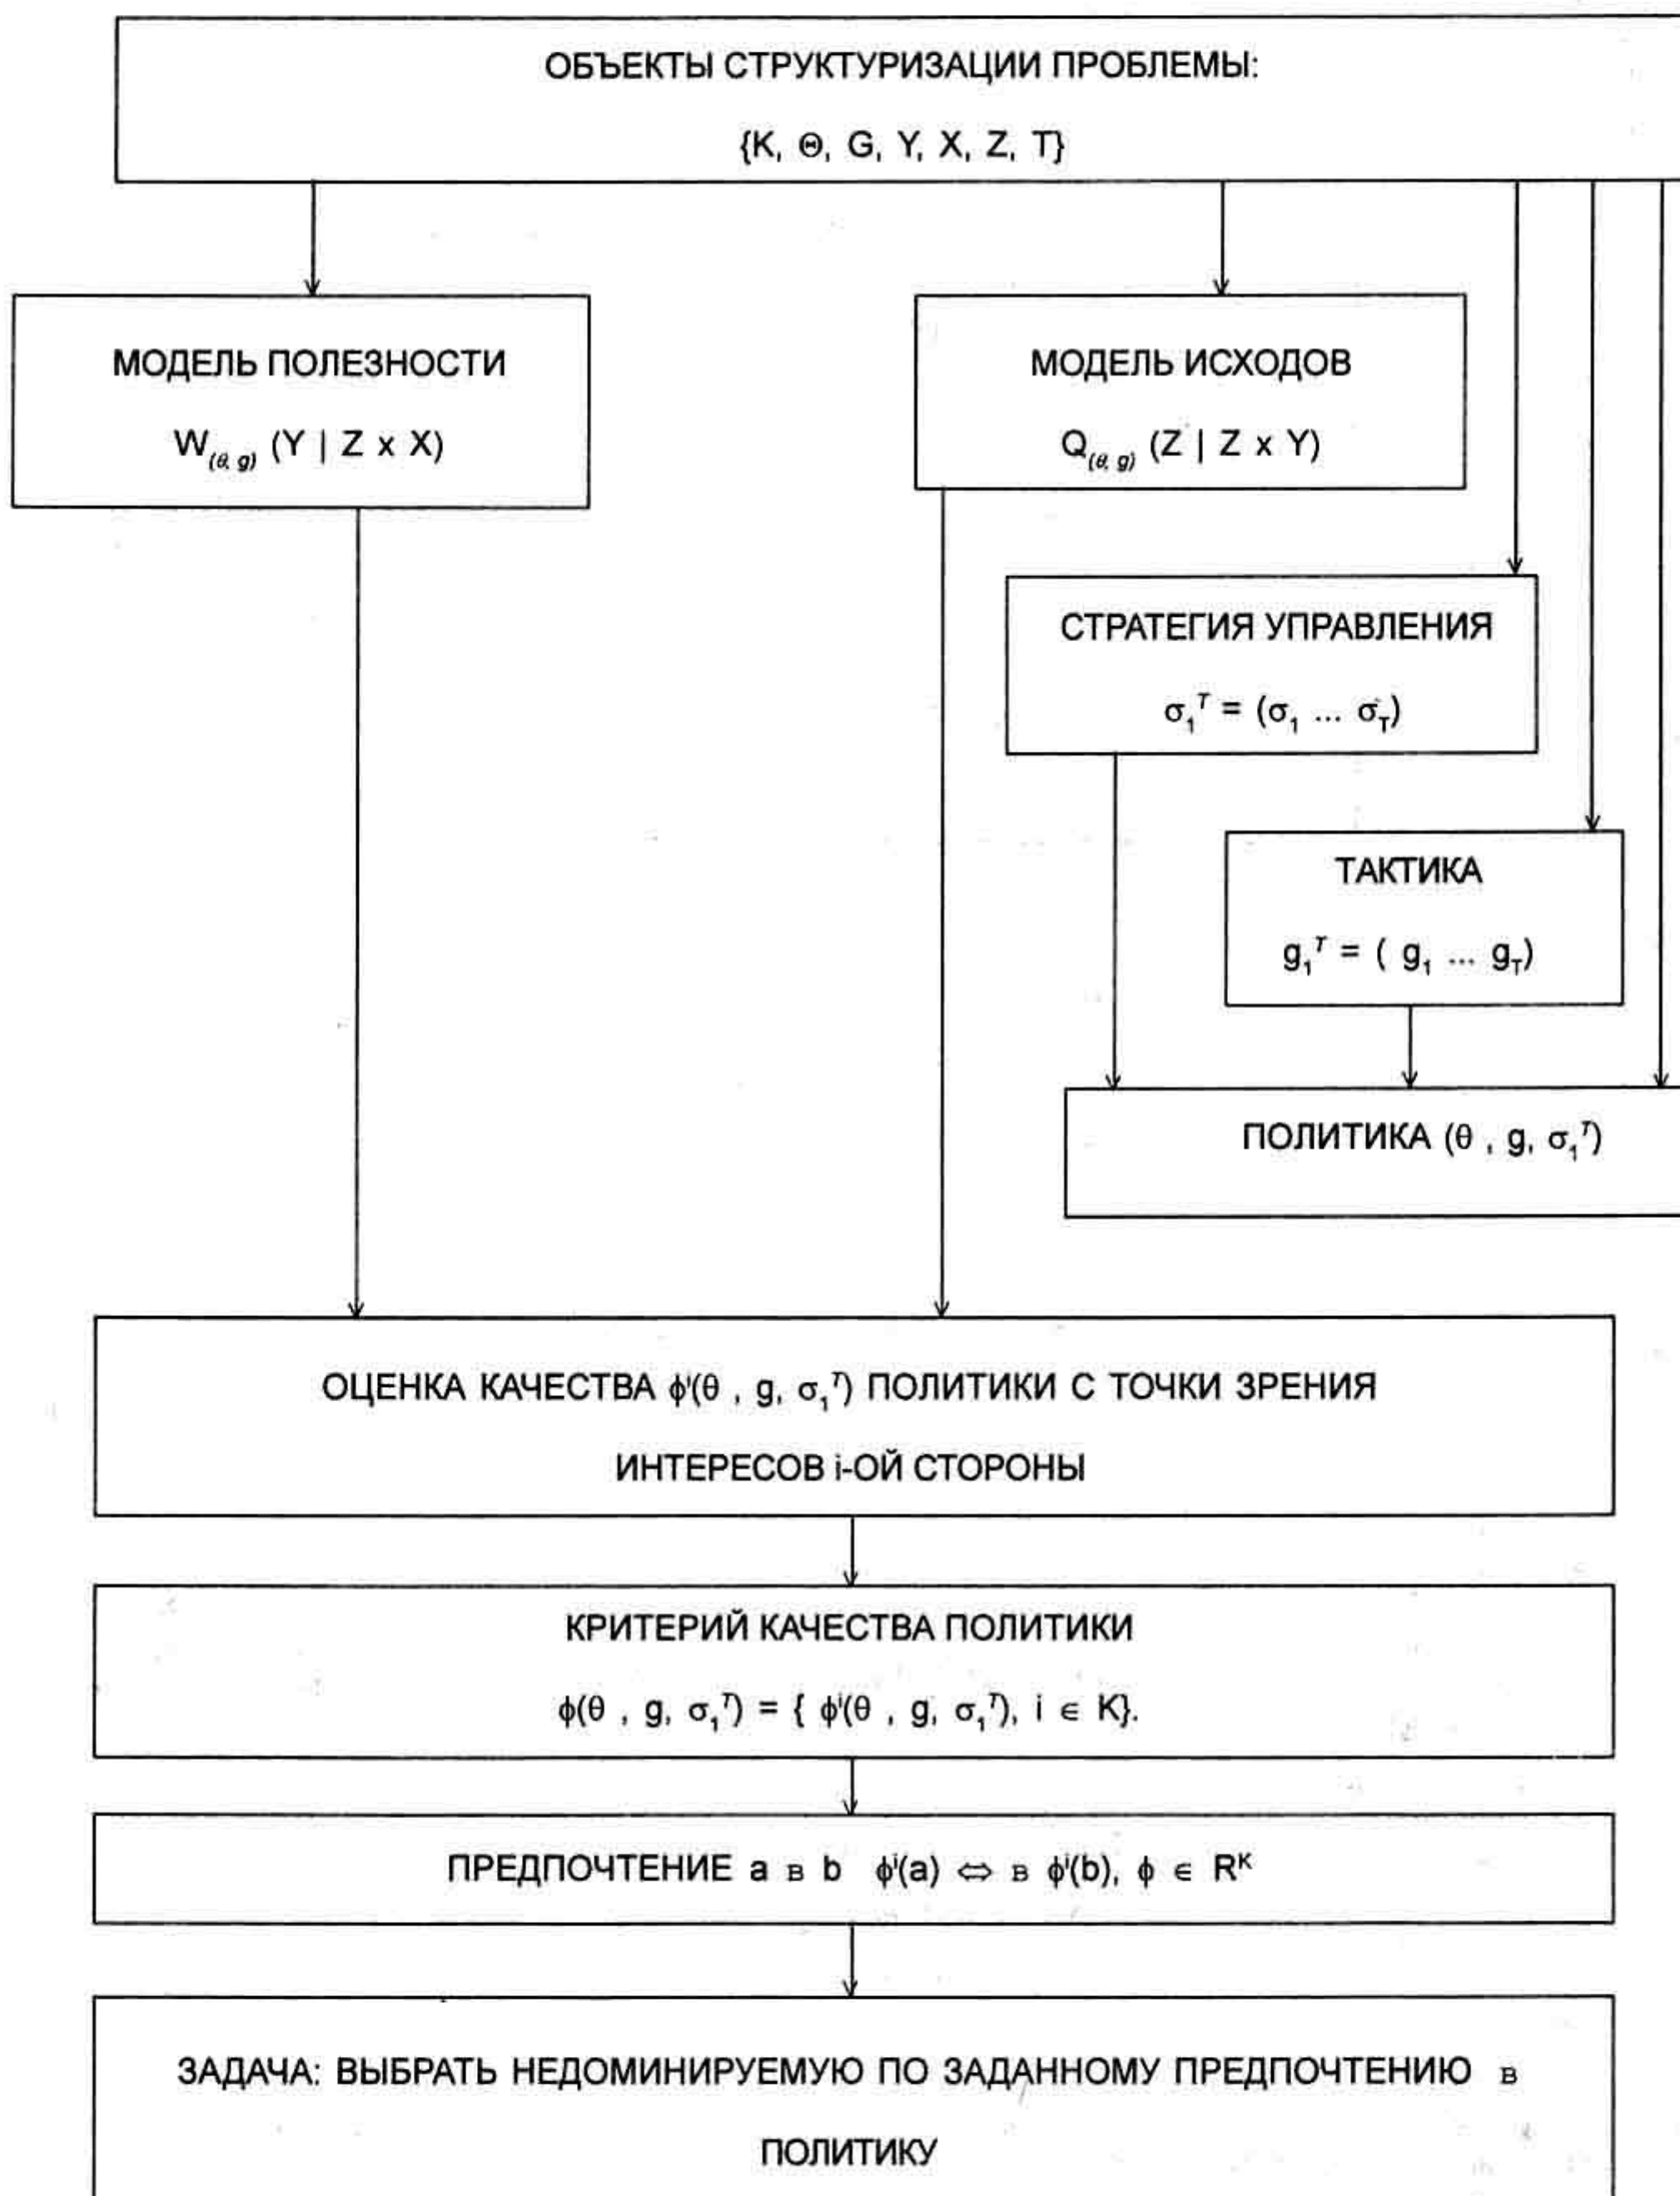 ОБЪЕКТЫ СТРУКТУРИЗАЦИИ ПРОБЛЕМЫ:
{K, Θ, G, Y, X, Z, T}
МОДЕЛЬ ПОЛЕЗНОСТИ
W₍θ, g₎ (Y | Z x X)
МОДЕЛЬ ИСХОДОВ
Q₍θ, g₎ (Z | Z x Y)
СТРАТЕГИЯ УПРАВЛЕНИЯ
σ₁ᵀ = (σ₁ ... σ_T)
ТАКТИКА
g₁ᵀ = ( g₁ ... g_T)
ПОЛИТИКА (θ , g, σ₁ᵀ)
ОЦЕНКА КАЧЕСТВА ϕⁱ(θ , g, σ₁ᵀ) ПОЛИТИКИ С ТОЧКИ ЗРЕНИЯ
ИНТЕРЕСОВ i-ОЙ СТОРОНЫ
КРИТЕРИЙ КАЧЕСТВА ПОЛИТИКИ
ϕ(θ , g, σ₁ᵀ) = { ϕⁱ(θ , g, σ₁ᵀ), i ∈ K}.
ПРЕДПОЧТЕНИЕ a в b ϕⁱ(a) ⇔ в ϕⁱ(b), ϕ ∈ Rᴷ
ЗАДАЧА: ВЫБРАТЬ НЕДОМИНИРУЕМУЮ ПО ЗАДАННОМУ ПРЕДПОЧТЕНИЮ в
ПОЛИТИКУ